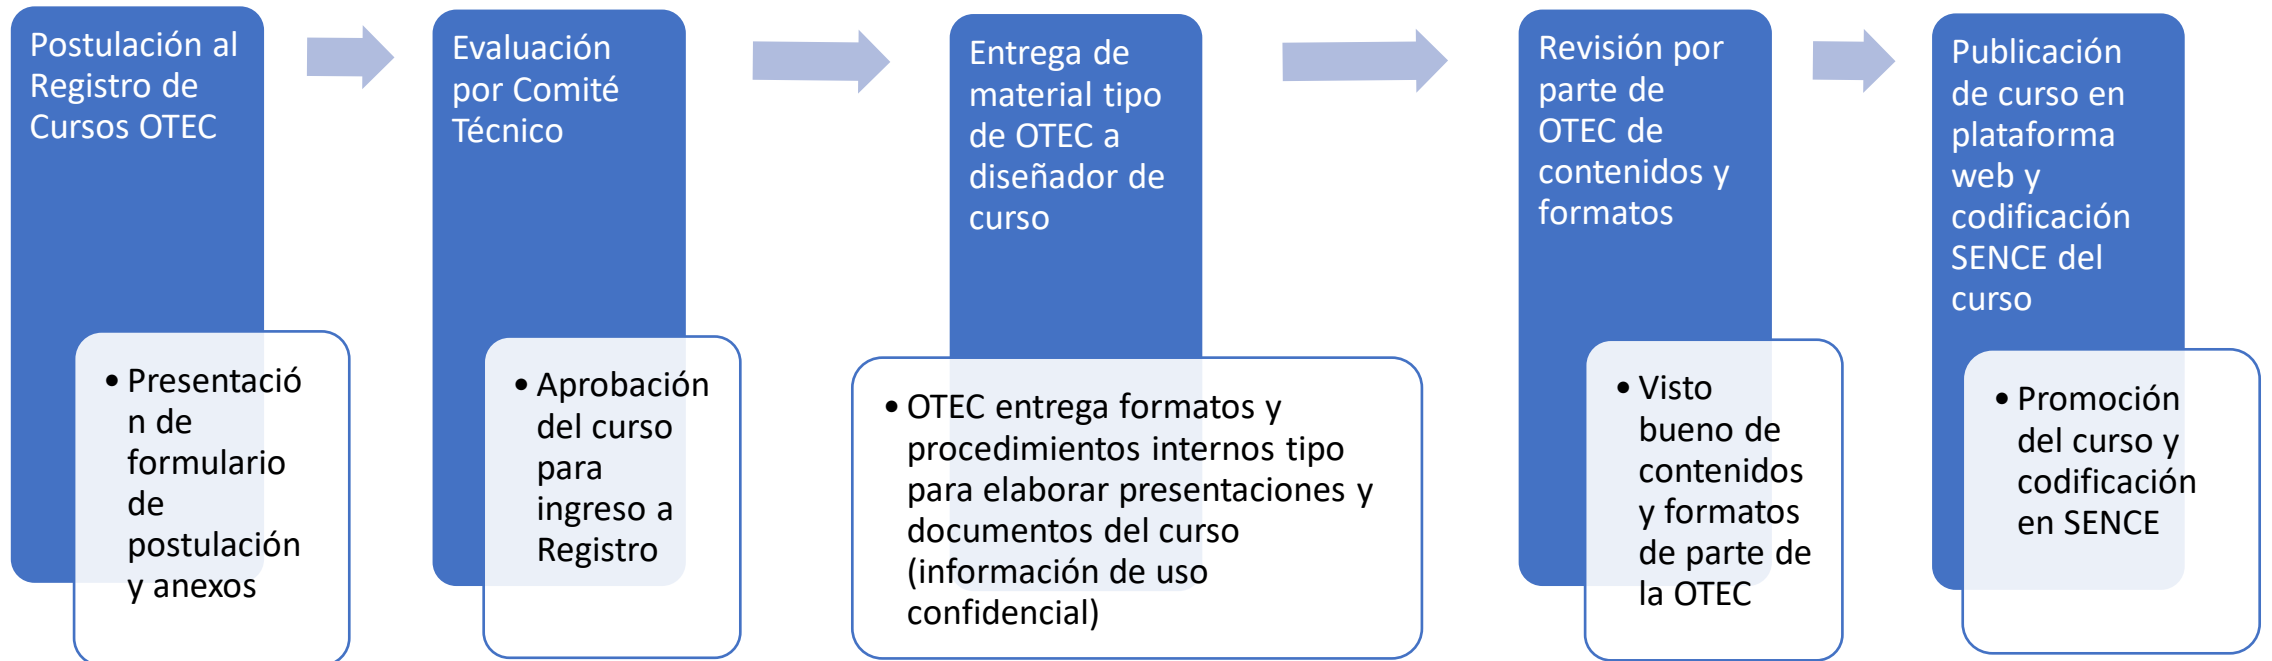 Postulación al
Registro de
Cursos OTEC
• Presentació
n de
formulario
de
postulación
y anexos
Evaluación
por Comité
Técnico
• Aprobación
del curso
para
ingreso a
Registro
Entrega de
material tipo
de OTEC a
diseñador de
curso
• OTEC entrega formatos y
procedimientos internos tipo
para elaborar presentaciones y
documentos del curso
(información de uso
confidencial)
Revisión por
parte de
OTEC de
contenidos y
formatos
• Visto
bueno de
contenidos
y formatos
de parte de
la OTEC
Publicación
de curso en
plataforma
web y
codificación
SENCE del
curso
• Promoción
del curso y
codificación
en SENCE